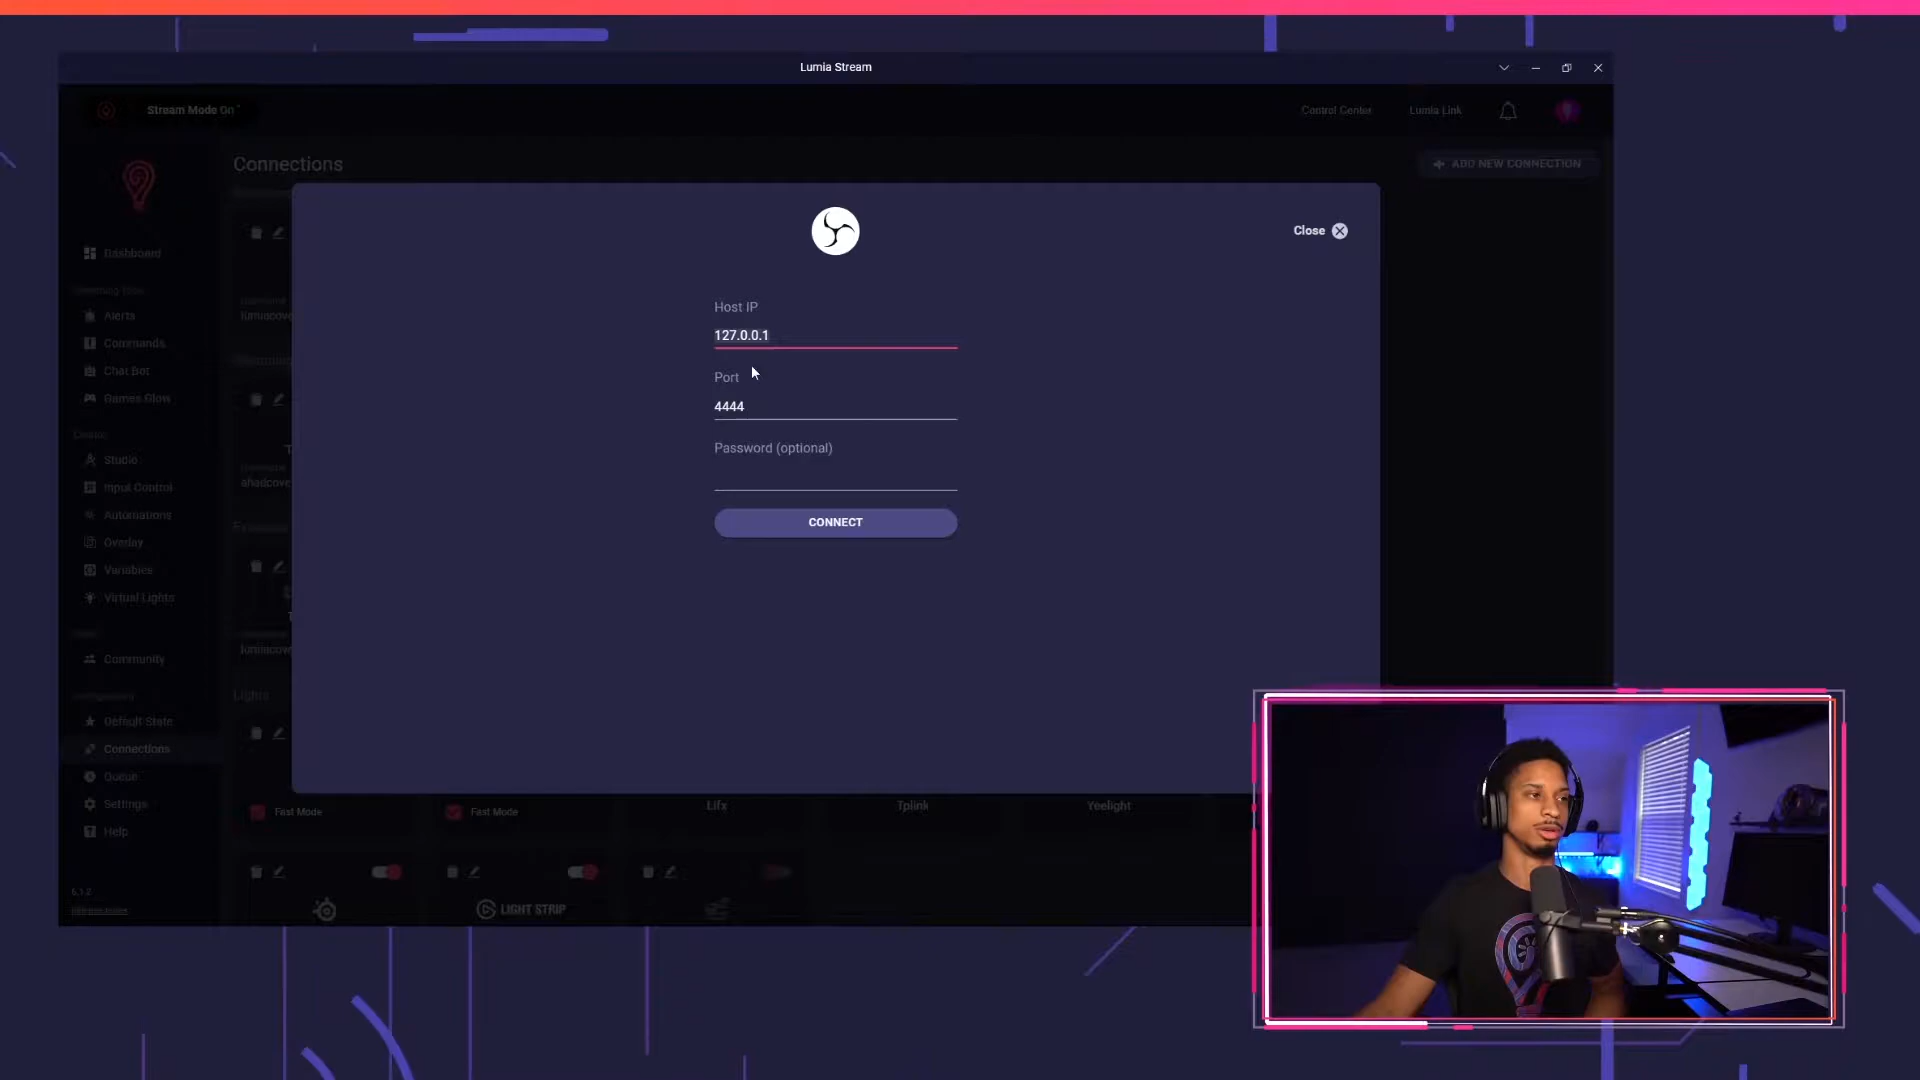 Lumia Stream
Stream Mode On
Control Center
Lumia Link
Connections
ADD NEW CONNECTION
Close
Host IP
127.0.0.1
Port
4444
Password (optional)
CONNECT
Dashboard
Alerts
Commands
Chat Bot
Games Glow
Studio
Input Control
Automations
Overlay
Variables
Virtual Lights
Community
Default State
Connections
Queue
Settings
Help
Lights
Fast Mode
Fast Mode
Lifx
Tplink
Yeelight
LIGHT STRIP